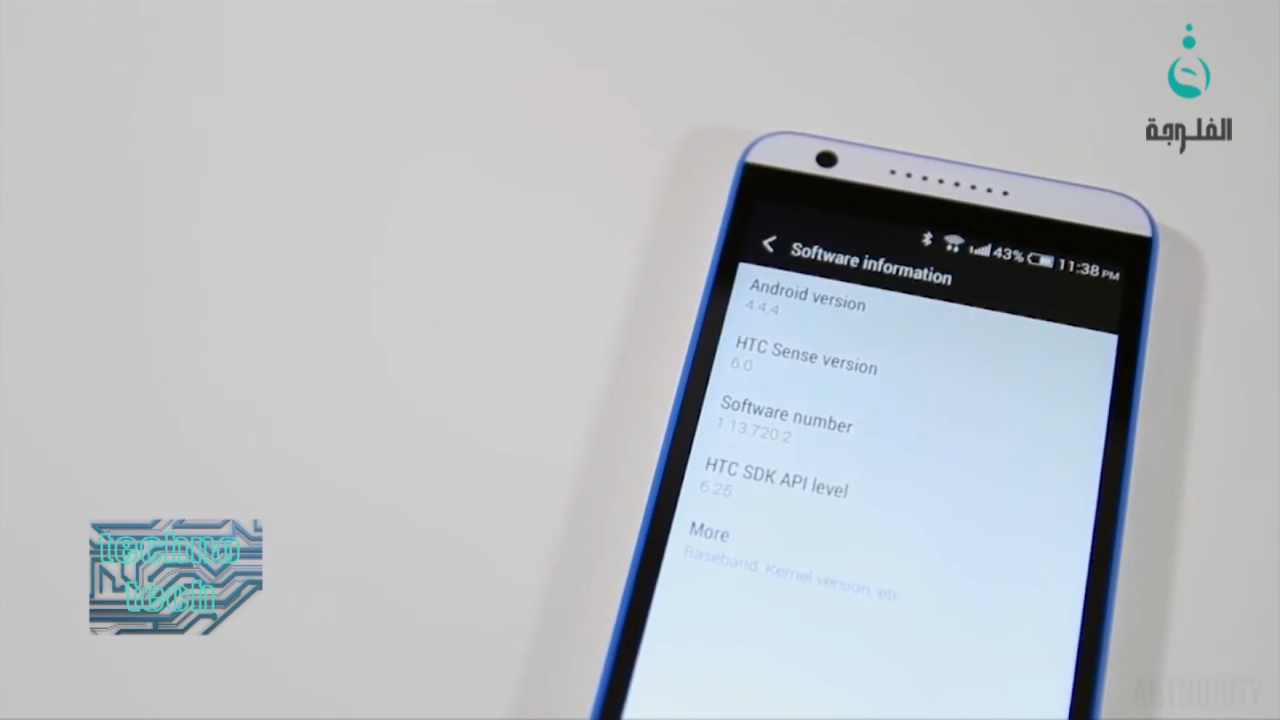 الفلوجة
43% 11:38 PM
Software information
Android version
4.4.4
HTC Sense version
6.0
Software number
1.13.720.2
HTC SDK API level
6.25
More
Baseband, Kernel version, etc
techno
tech
AUTHORITY